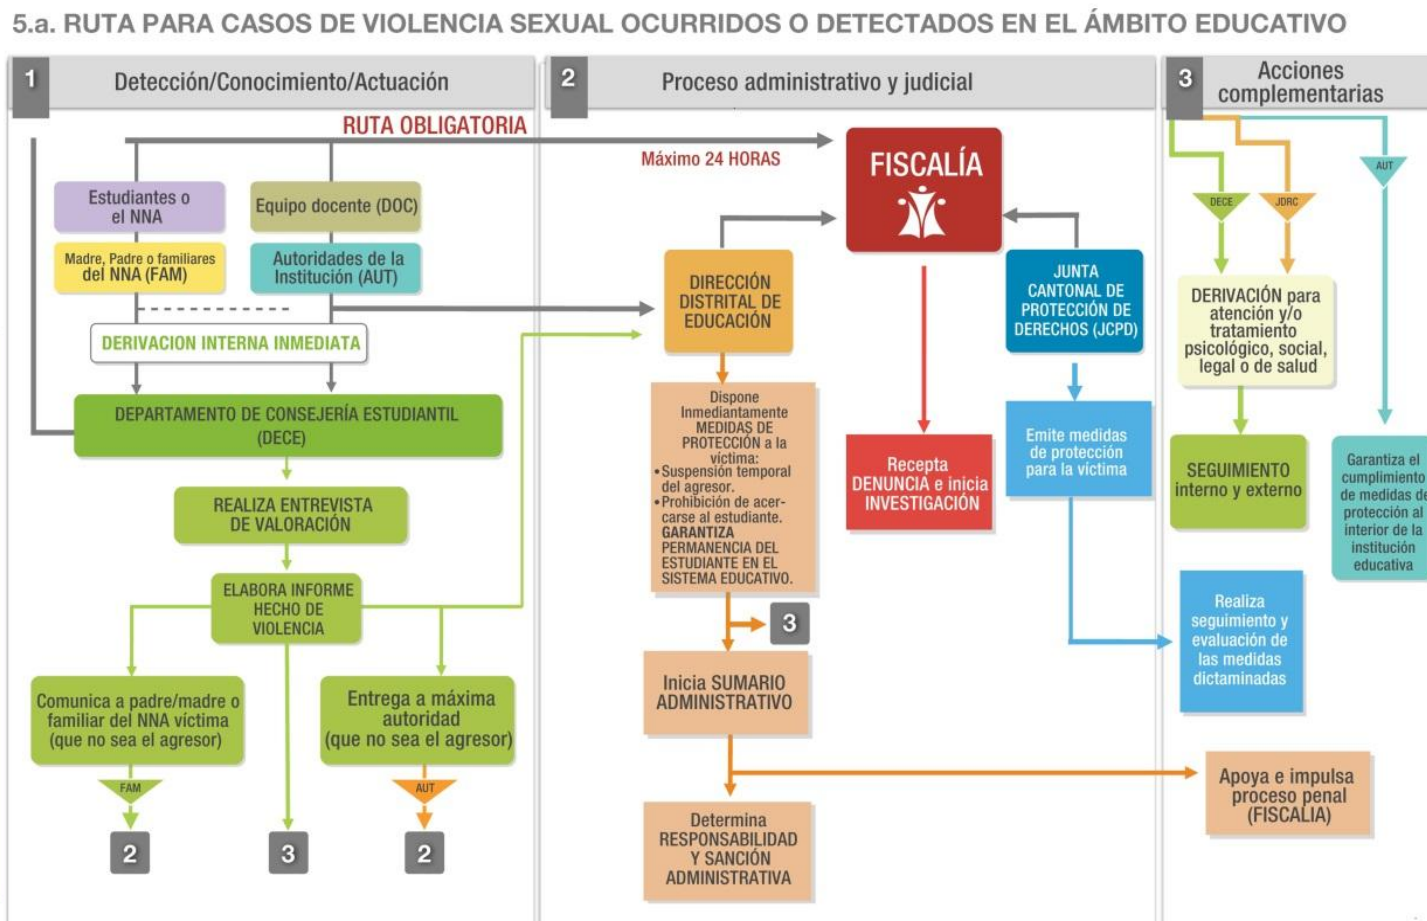 5.a. RUTA PARA CASOS DE VIOLENCIA SEXUAL OCURRIDOS O DETECTADOS EN EL ÁMBITO EDUCATIVO
1
Detección/Conocimiento/Actuación
RUTA OBLIGATORIA
Estudiantes o
el NNA
Equipo docente (DOC)
Madre, Padre o familiares
del NNA (FAM)
Autoridades de la
Institución (AUT)
DERIVACION INTERNA INMEDIATA
DEPARTAMENTO DE CONSEJERÍA ESTUDIANTIL
(DECE)
REALIZA ENTREVISTA
DE VALORACIÓN
ELABORA INFORME
HECHO DE
VIOLENCIA
Comunica a padre/madre o
familiar del NNA víctima
(que no sea el agresor)
Entrega a máxima
autoridad
(que no sea el agresor)
FAM
AUT
2
3
2
2
Proceso administrativo y judicial
Máximo 24 HORAS
FISCALÍA
DIRECCIÓN
DISTRITAL DE
EDUCACIÓN
JUNTA
CANTONAL DE
PROTECCIÓN DE
DERECHOS (JCPD)
Dispone
Inmediantamente
MEDIDAS DE
PROTECCIÓN a la
víctima:
•Suspensión temporal
del agresor.
•Prohibición de acer-
carse al estudiante.
GARANTIZA
PERMANENCIA DEL
ESTUDIANTE EN EL
SISTEMA EDUCATIVO.
Recepta
DENUNCIA e inicia
INVESTIGACIÓN
Emite medidas
de protección
para la víctima
3
Inicia SUMARIO
ADMINISTRATIVO
Determina
RESPONSABILIDAD
Y SANCIÓN
ADMINISTRATIVA
3
Acciones
complementarias
AUT
DECE
JDRC
DERIVACIÓN para
atención y/o
tratamiento
psicológico, social,
legal o de salud
SEGUIMIENTO
interno y externo
Garantiza el
cumplimiento
de medidas de
protección al
interior de la
institución
educativa
Realiza
seguimiento y
evaluación de
las medidas
dictaminadas
Apoya e impulsa
proceso penal
(FISCALIA)